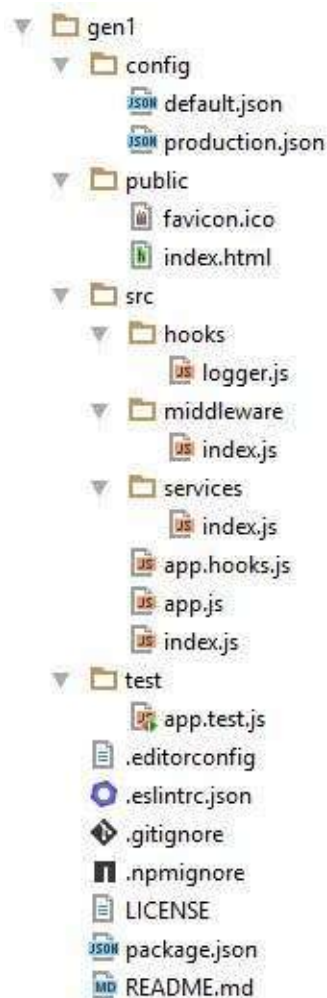 gen1
config
default.json
production.json
public
favicon.ico
index.html
src
hooks
logger.js
middleware
index.js
services
index.js
app.hooks.js
app.js
index.js
test
app.test.js
.editorconfig
.eslintrc.json
.gitignore
.npmignore
LICENSE
package.json
README.md